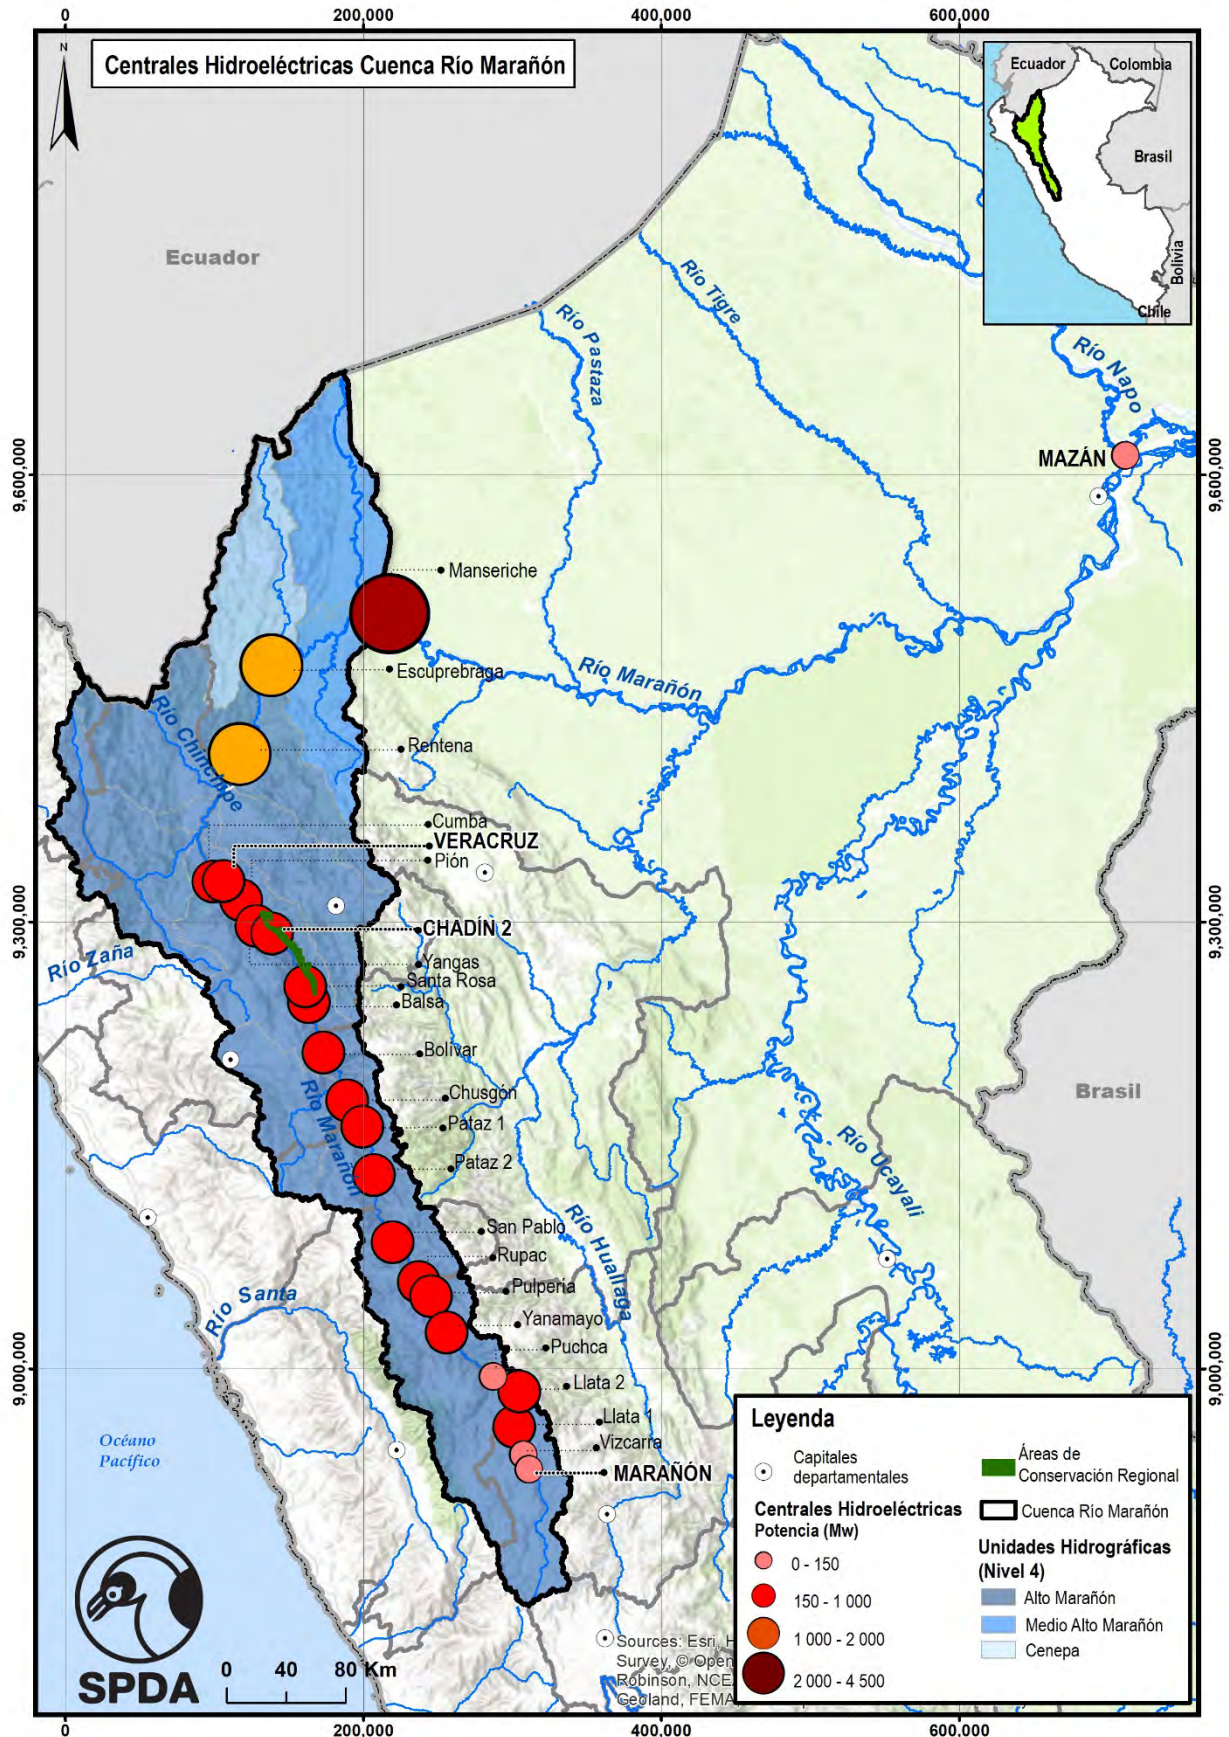 0
200,000
400,000
600,000
N
Centrales Hidroeléctricas Cuenca Río Marañón
Ecuador
Colombia
Brasil
Bolivia
Chile
Ecuador
Río Tigre
Río Pastaza
Río Napo
MAZÁN
9,600,000
9,600,000
Manseriche
Escuprebraga
Río Marañón
Río Chinchipe
Rentena
Cumba
VERACRUZ
Pión
9,300,000
9,300,000
CHADÍN 2
Río Zaña
Yangas
Santa Rosa
Balsa
Bolívar
Río Marañón
Chusgón
Pataz 1
Pataz 2
Brasil
Río Ucayali
San Pablo
Rupac
Río Huallaga
Pulpería
Río Santa
Yanamayo
Puchca
9,000,000
9,000,000
Llata 2
Llata 1
Vizcarra
MARAÑÓN
Océano
Pacífico
Leyenda
Capitales
departamentales
Centrales Hidroeléctricas
Potencia (Mw)
0 - 150
150 - 1 000
1 000 - 2 000
2 000 - 4 500
Áreas de
Conservación Regional
Cuenca Río Marañón
Unidades Hidrográficas
(Nivel 4)
Alto Marañón
Medio Alto Marañón
Cenepa
SPDA
0 40 80 Km
Sources: Esri,
Survey, ©
Robinson,
Geoland, FEMA,
0
200,000
400,000
600,000